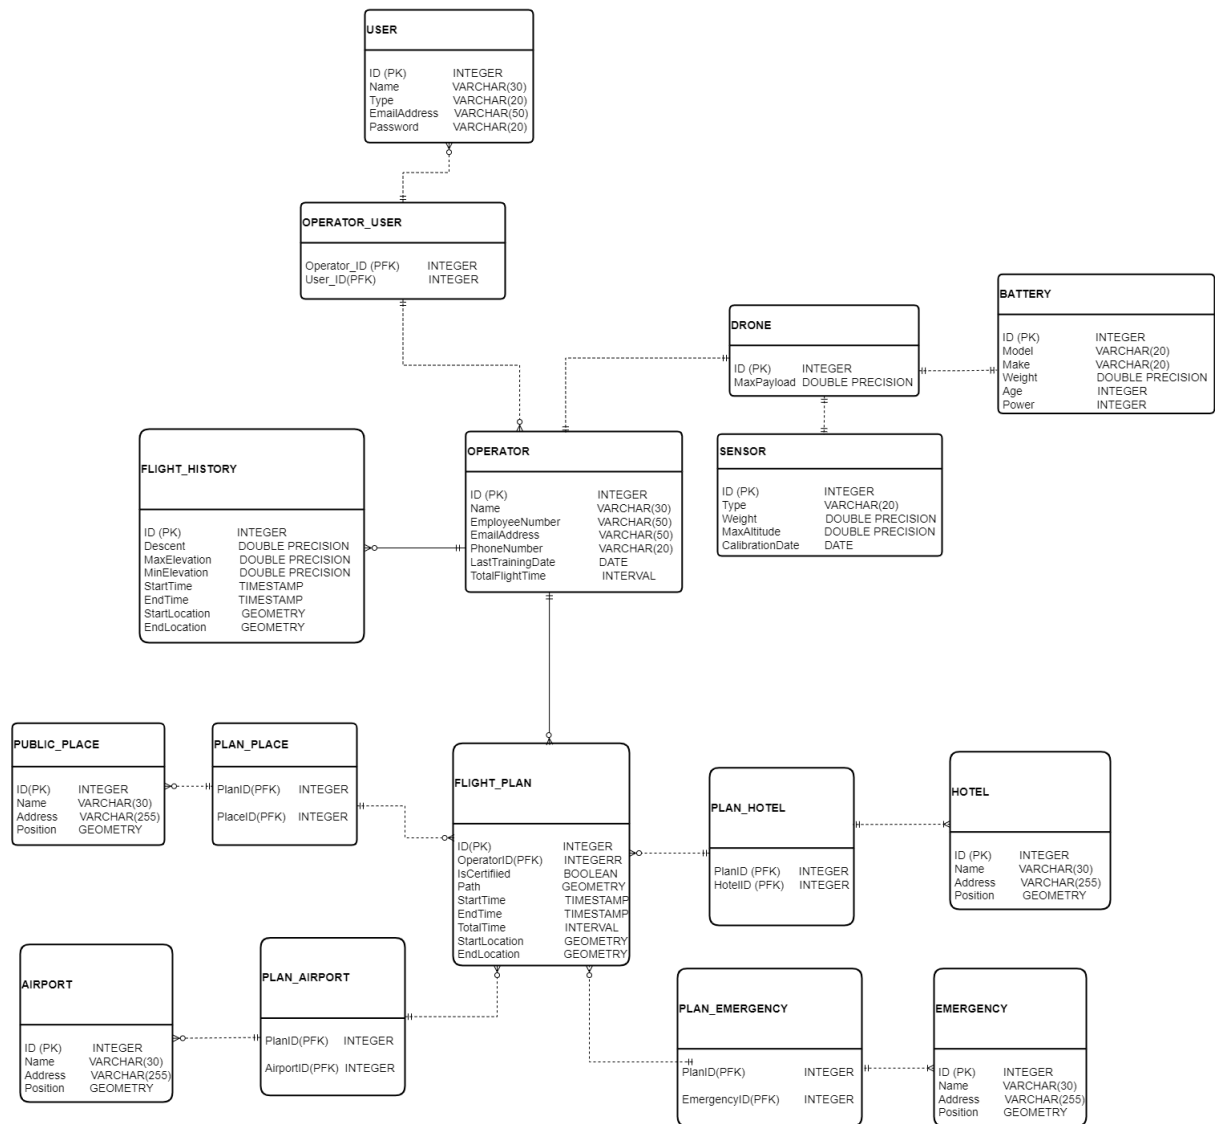 USER
ID (PK) INTEGER
Name VARCHAR(30)
Type VARCHAR(20)
EmailAddress VARCHAR(50)
Password VARCHAR(20)
OPERATOR_USER
Operator_ID (PFK) INTEGER
User_ID(PFK) INTEGER
BATTERY
ID (PK) INTEGER
Model VARCHAR(20)
Make VARCHAR(20)
Weight DOUBLE PRECISION
Age INTEGER
Power INTEGER
DRONE
ID (PK) INTEGER
MaxPayload DOUBLE PRECISION
FLIGHT_HISTORY
ID (PK) INTEGER
Descent DOUBLE PRECISION
MaxElevation DOUBLE PRECISION
MinElevation DOUBLE PRECISION
StartTime TIMESTAMP
EndTime TIMESTAMP
StartLocation GEOMETRY
EndLocation GEOMETRY
OPERATOR
ID (PK) INTEGER
Name VARCHAR(30)
EmployeeNumber VARCHAR(50)
EmailAddress VARCHAR(50)
PhoneNumber VARCHAR(20)
LastTrainingDate DATE
TotalFlightTime INTERVAL
SENSOR
ID (PK) INTEGER
Type VARCHAR(20)
Weight DOUBLE PRECISION
MaxAltitude DOUBLE PRECISION
CalibrationDate DATE
PUBLIC_PLACE
ID(PK) INTEGER
Name VARCHAR(30)
Address VARCHAR(255)
Position GEOMETRY
PLAN_PLACE
PlanID(PFK) INTEGER
PlaceID(PFK) INTEGER
FLIGHT_PLAN
ID(PK) INTEGER
OperatorID(PFK) INTEGERR
IsCertifiied BOOLEAN
Path GEOMETRY
StartTime TIMESTAMP
EndTime TIMESTAMP
TotalTime INTERVAL
StartLocation GEOMETRY
EndLocation GEOMETRY
PLAN_HOTEL
PlanID (PFK) INTEGER
HotelID (PFK) INTEGER
HOTEL
ID (PK) INTEGER
Name VARCHAR(30)
Address VARCHAR(255)
Position GEOMETRY
AIRPORT
ID (PK) INTEGER
Name VARCHAR(30)
Address VARCHAR(255)
Position GEOMETRY
PLAN_AIRPORT
PlanID(PFK) INTEGER
AirportID(PFK) INTEGER
PLAN_EMERGENCY
PlanID(PFK) INTEGER
EmergencyID(PFK) INTEGER
EMERGENCY
ID (PK) INTEGER
Name VARCHAR(30)
Address VARCHAR(255)
Position GEOMETRY